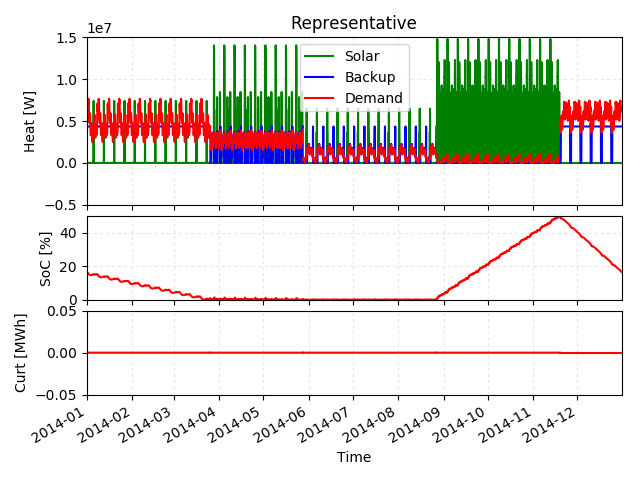 Representative
1e7
1.5
1.0
0.5
0.0
−0.5
Heat [W]
Solar
Backup
Demand
40
20
0
SoC [%]
0.05
0.00
−0.05
Curt [MWh]
2014-01
2014-02
2014-03
2014-04
2014-05
2014-06
2014-07
2014-08
2014-09
2014-10
2014-11
2014-12
Time